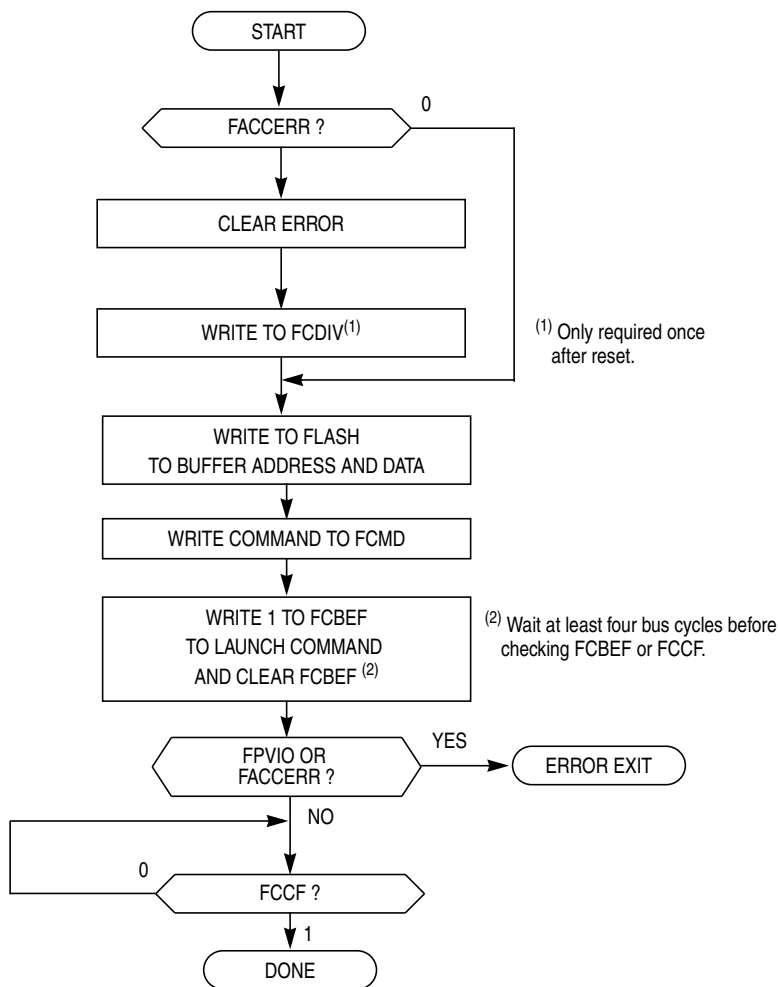 START
0
FACCERR ?
CLEAR ERROR
WRITE TO FCDIV(1)
(1) Only required once
after reset.
WRITE TO FLASH
TO BUFFER ADDRESS AND DATA
WRITE COMMAND TO FCMD
WRITE 1 TO FCBEF
TO LAUNCH COMMAND
AND CLEAR FCBEF (2)
(2) Wait at least four bus cycles before
checking FCBEF or FCCF.
FPVIO OR
FACCERR ?
YES
ERROR EXIT
NO
0
FCCF ?
1
DONE